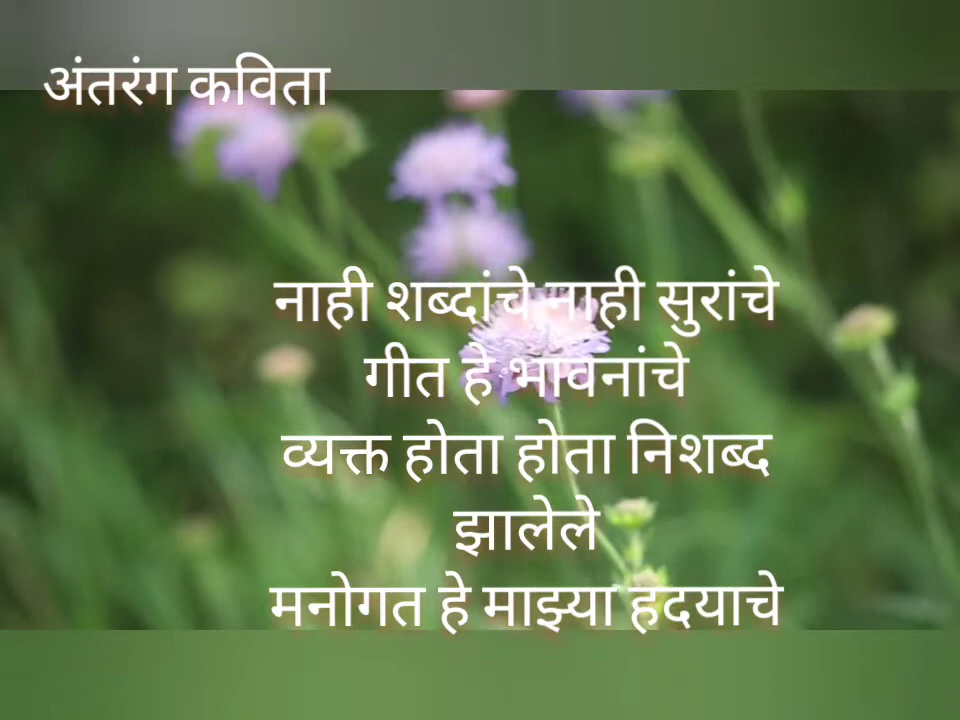 अंतरंग कविता
नाही शब्दांचे नाही सुरांचे
गीत हे भावनांचे
व्यक्त होता होता निशब्द
झालेले
मनोगत हे माझ्या हदयाचे